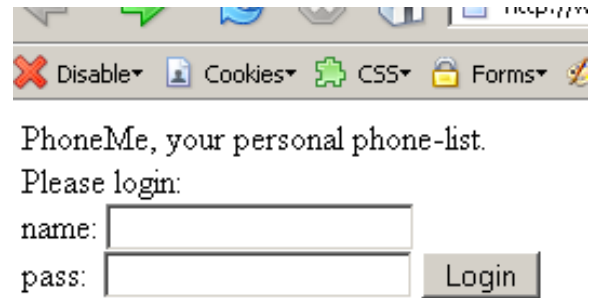 Disable Cookies CSS Forms
PhoneMe, your personal phone-list.
Please login:
name:
pass: Login